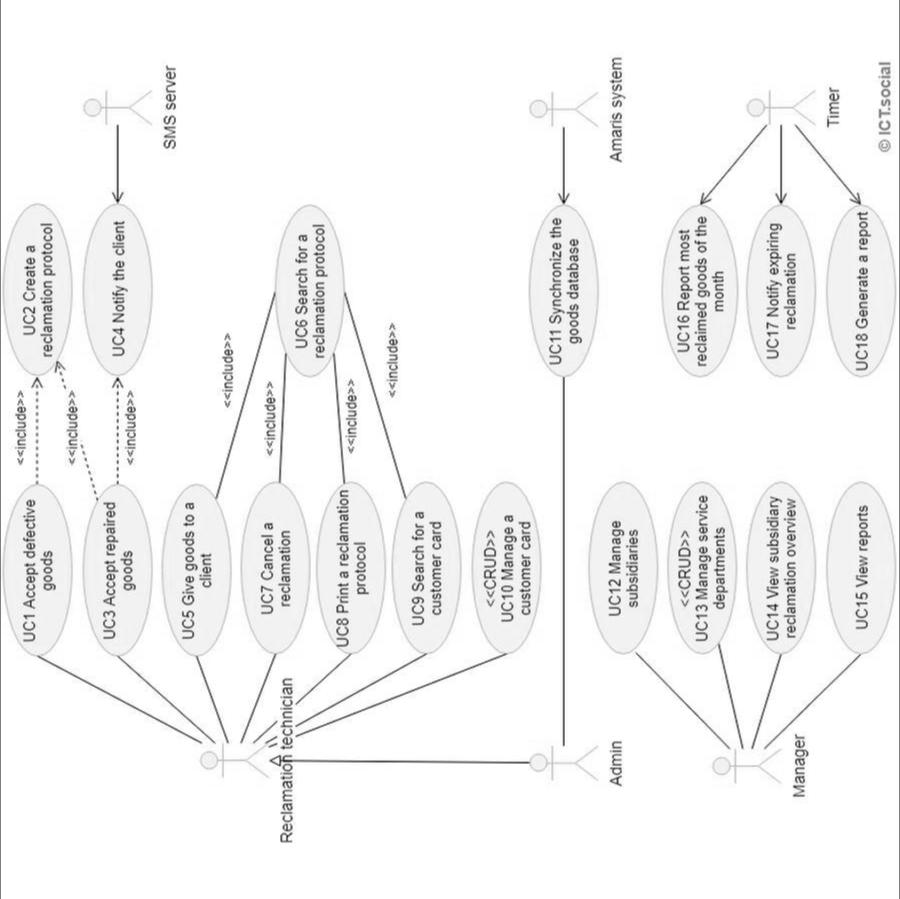 UC1 Accept defective
goods
<<include>>
UC2 Create a
reclamation protocol
<<include>>
UC3 Accept repaired
goods
<<include>>
UC4 Notify the client
SMS server
UC5 Give goods to a
client
<<include>>
UC7 Cancel a
reclamation
<<include>>
UC6 Search for a
reclamation protocol
Reclamation technician
UC8 Print a reclamation
protocol
<<include>>
UC9 Search for a
customer card
<<include>>
<<CRUD>>
UC10 Manage a
customer card
UC11 Synchronize the
goods database
Admin
Amaris system
UC12 Manage
subsidiaries
<<CRUD>>
UC13 Manage service
departments
UC16 Report most
reclaimed goods of the
month
UC14 View subsidiary
reclamation overview
UC17 Notify expiring
reclamation
Manager
Timer
UC15 View reports
UC18 Generate a report
© ICT.social